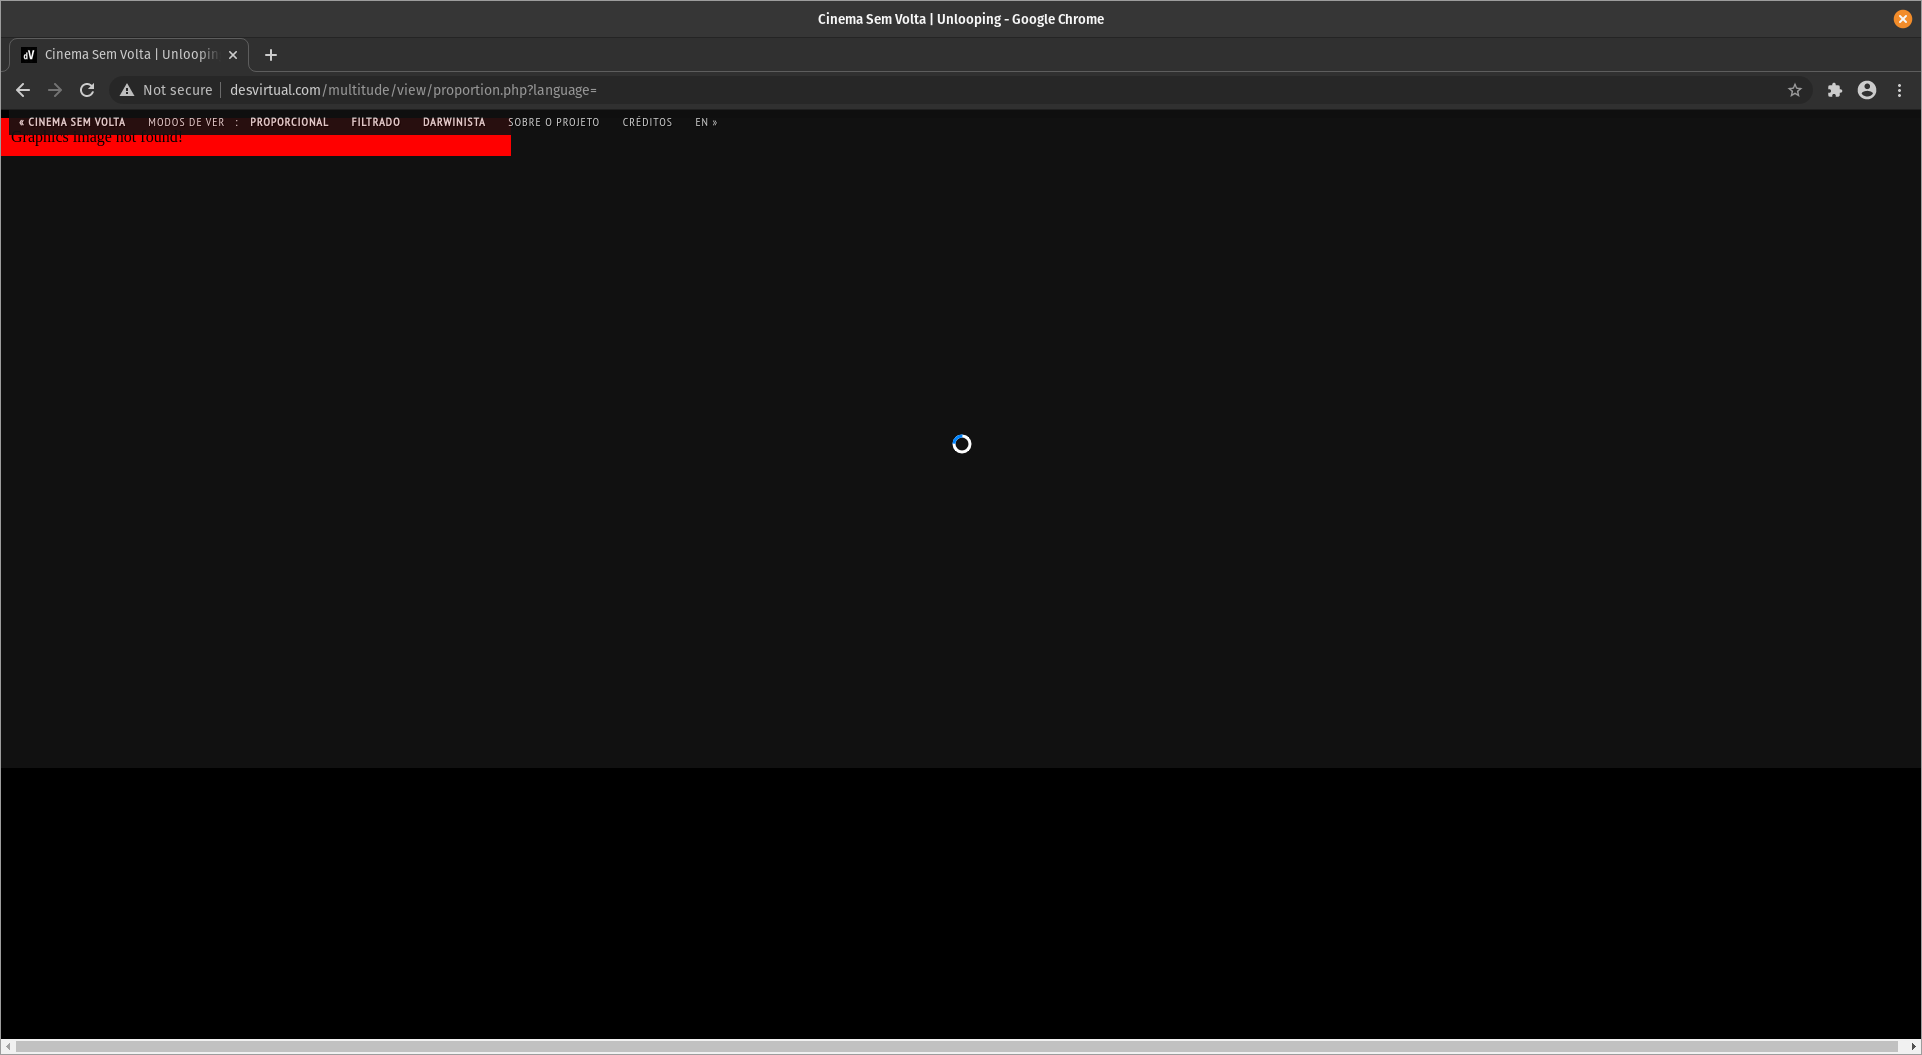 Cinema Sem Volta | Unlooping - Google Chrome
dV Cinema Sem Volta | Unloopin
Not secure desvirtual.com/multitude/view/proportion.php?language=
« CINEMA SEM VOLTA MODOS DE VER : PROPORCIONAL FILTRADO DARWINISTA SOBRE O PROJETO CRÉDITOS EN »
Graphics image not found!